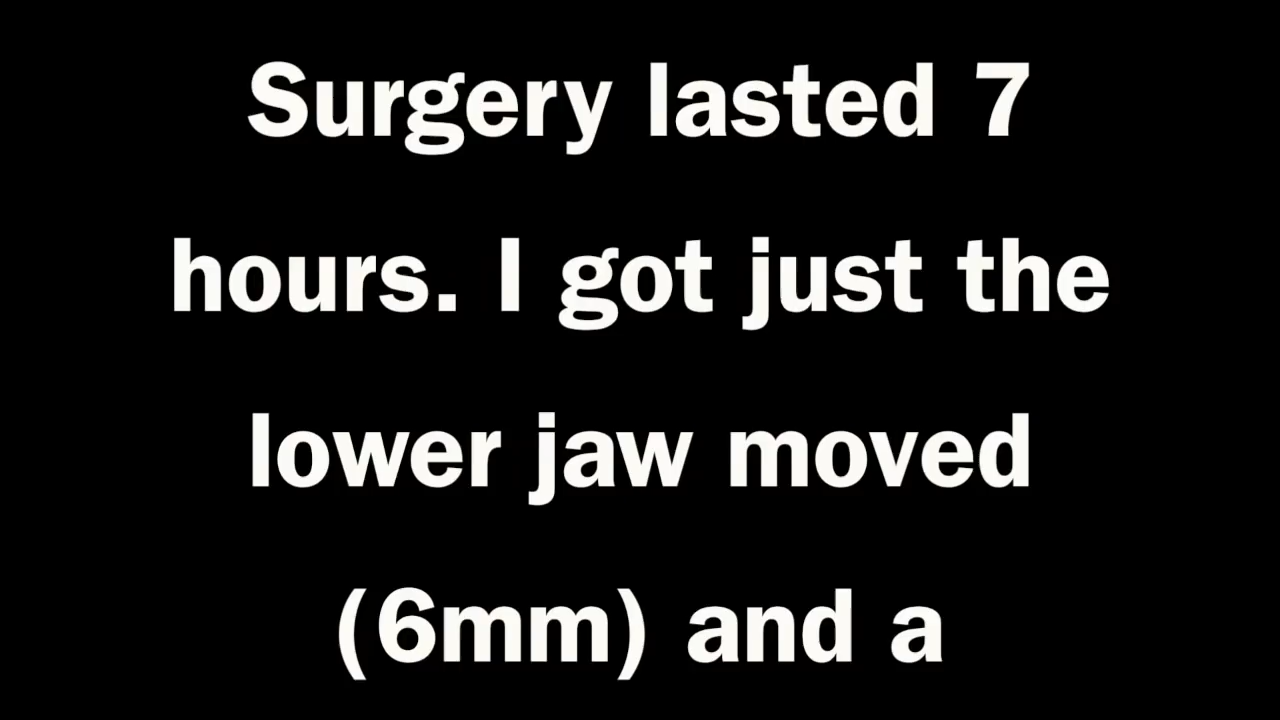 Surgery lasted 7
hours. I got just the
lower jaw moved
(6mm) and a